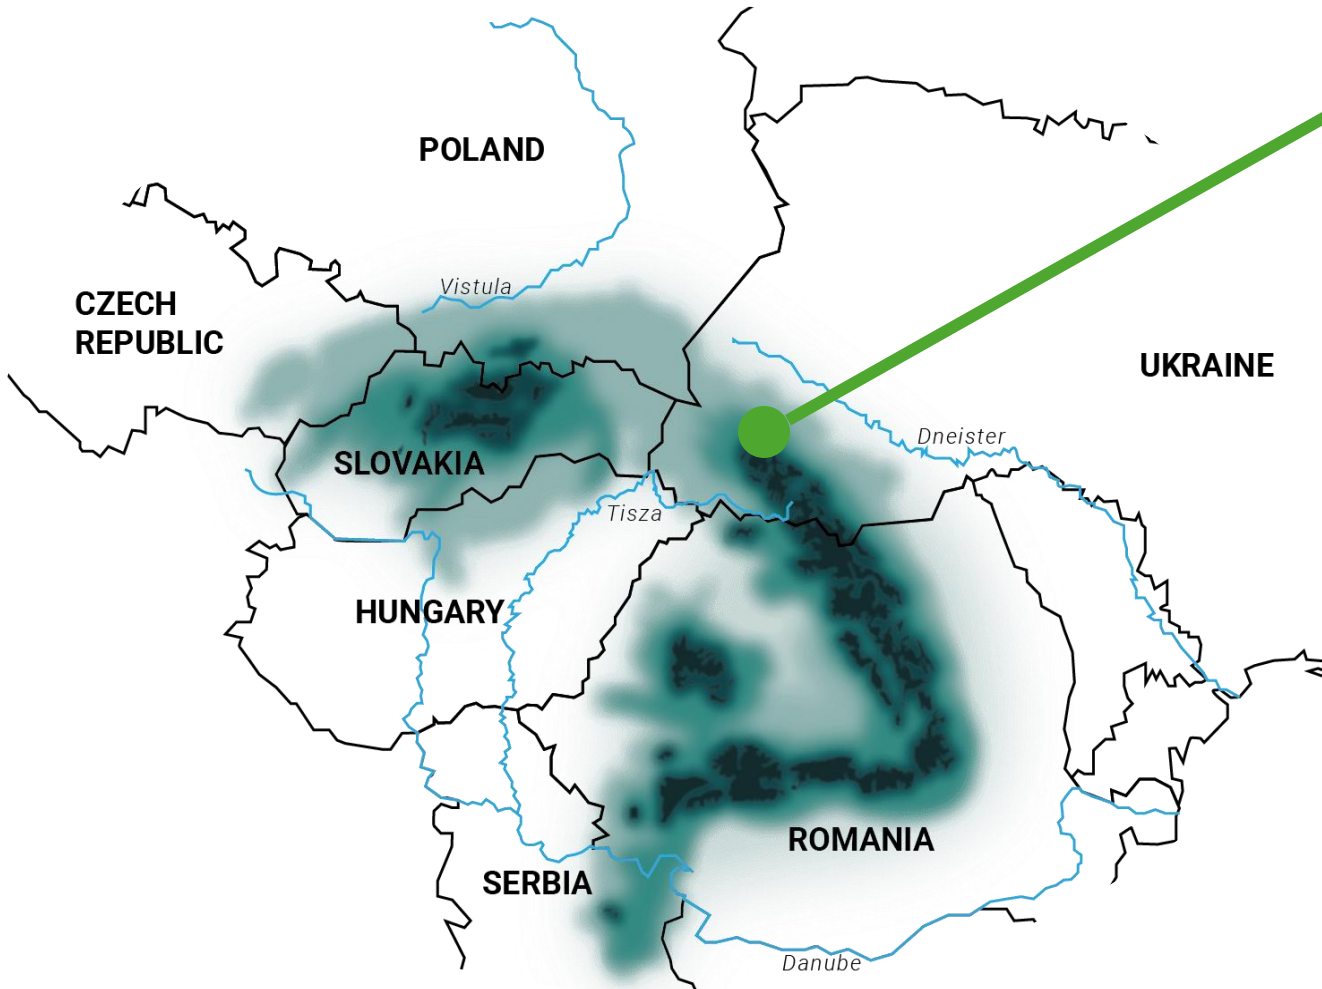 POLAND
Vistula
CZECH
REPUBLIC
UKRAINE
Dneister
SLOVAKIA
Tisza
HUNGARY
ROMANIA
SERBIA
Danube